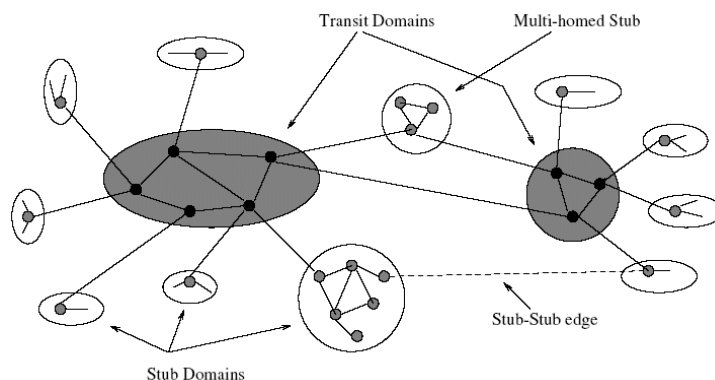 Transit Domains
Multi-homed Stub
Stub-Stub edge
Stub Domains